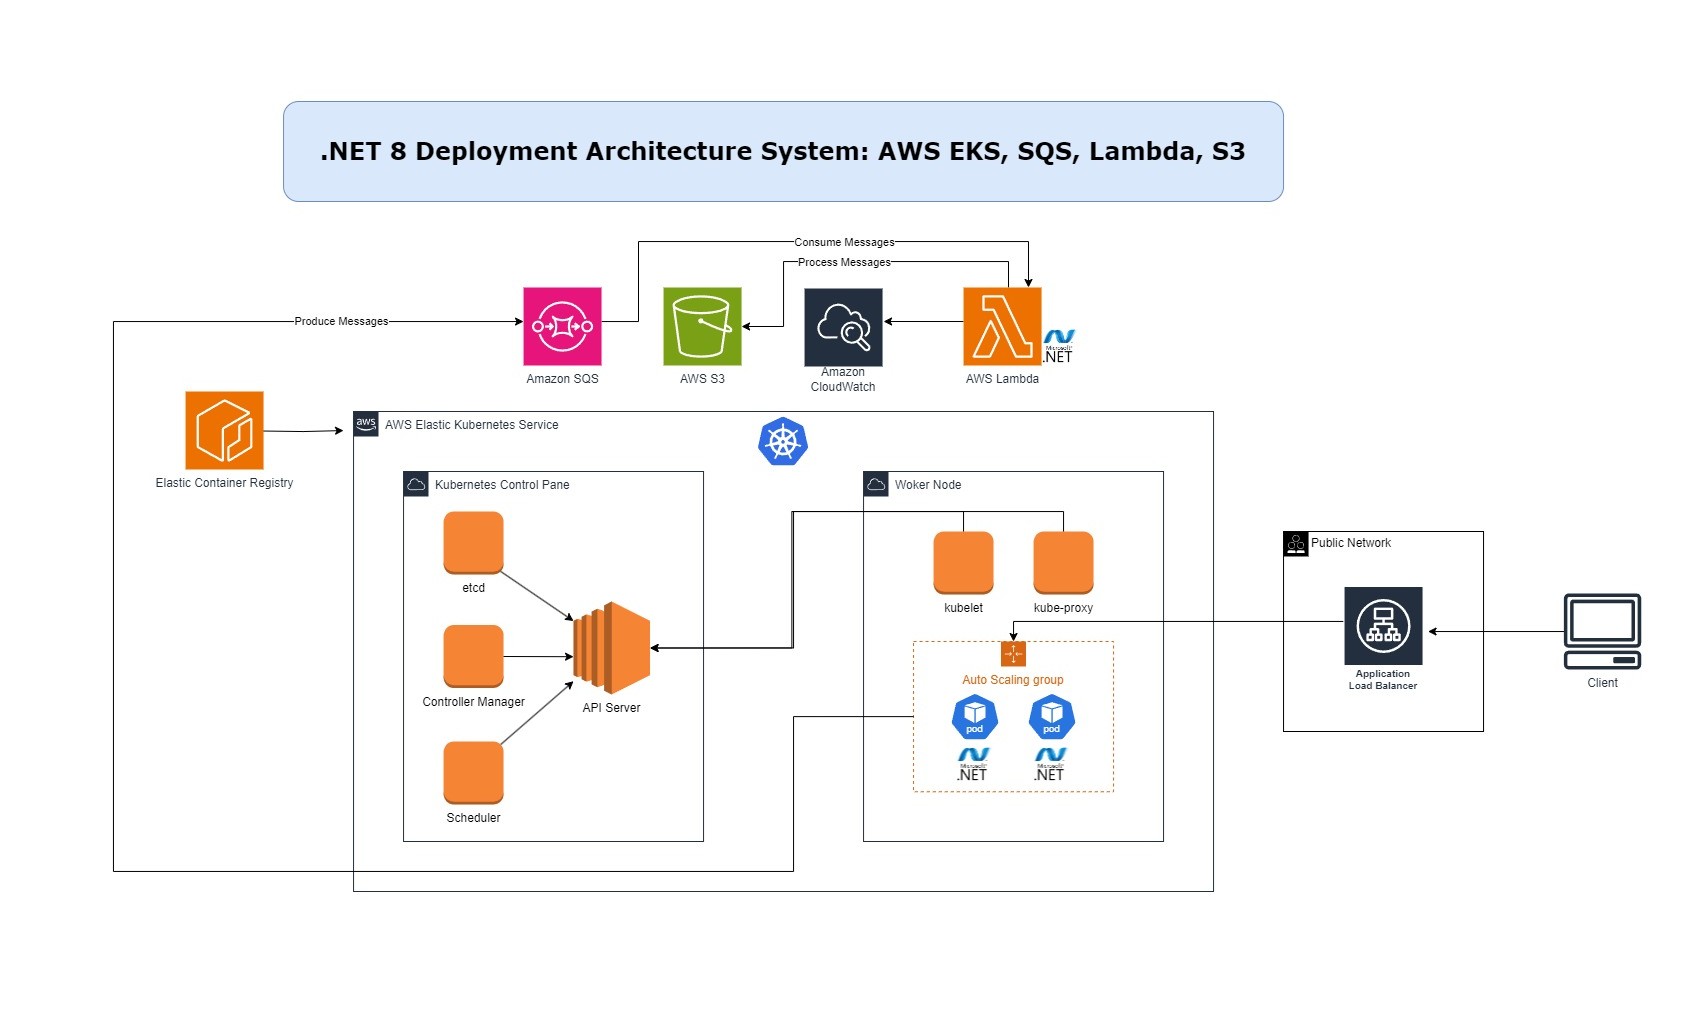 .NET 8 Deployment Architecture System: AWS EKS, SQS, Lambda, S3
Consume Messages
Process Messages
Produce Messages
Amazon SQS
AWS S3
Amazon
CloudWatch
AWS Lambda
Microsoft
.NET
Elastic Container Registry
aws
AWS Elastic Kubernetes Service
Kubernetes Control Pane
etcd
Controller Manager
Scheduler
API Server
Woker Node
kubelet
kube-proxy
Auto Scaling group
pod
pod
Microsoft
.NET
Microsoft
.NET
Public Network
Application
Load Balancer
Client